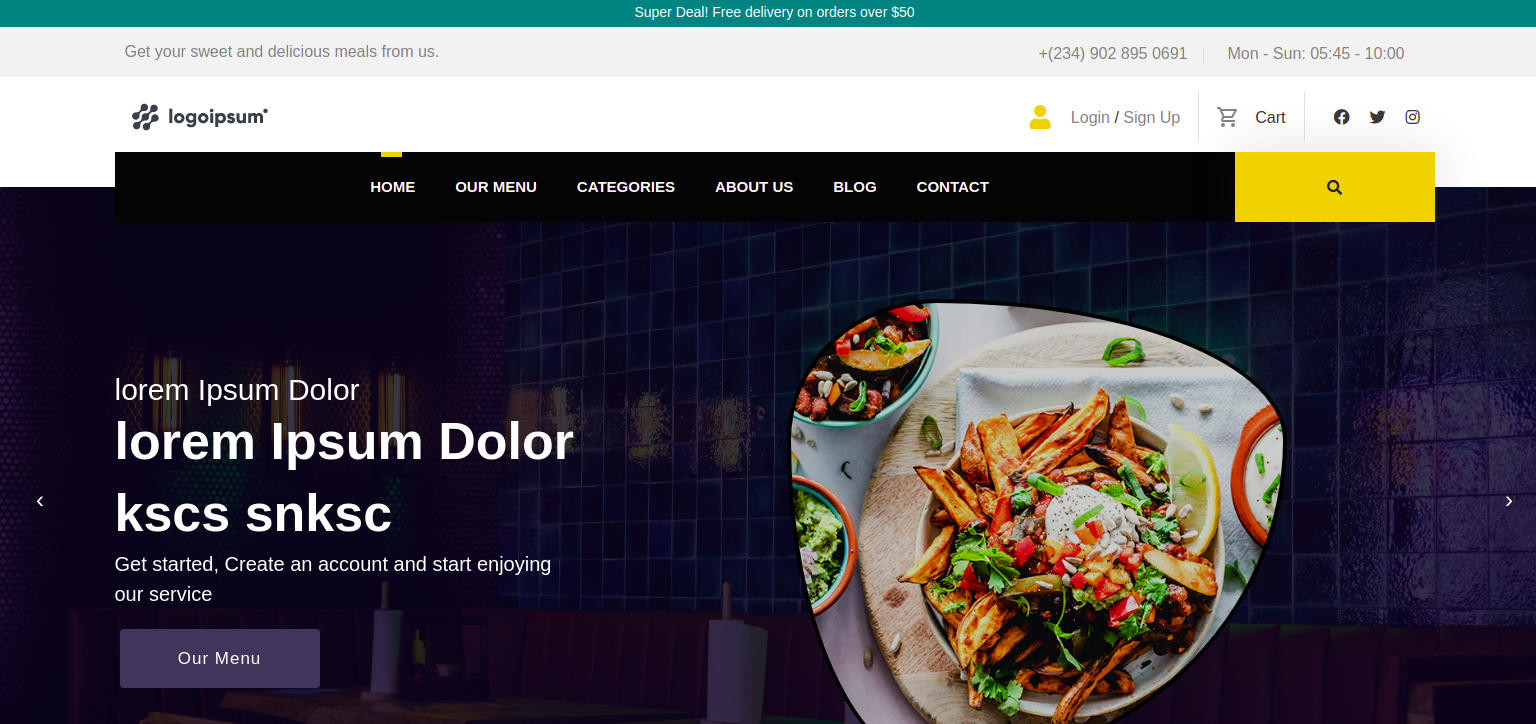 Super Deal! Free delivery on orders over $50
Get your sweet and delicious meals from us.
+(234) 902 895 0691
Mon - Sun: 05:45 - 10:00
logoipsum
Login / Sign Up
Cart
HOME
OUR MENU
CATEGORIES
ABOUT US
BLOG
CONTACT
lorem Ipsum Dolor
lorem Ipsum Dolor
kscs snksc
Get started, Create an account and start enjoying
our service
Our Menu